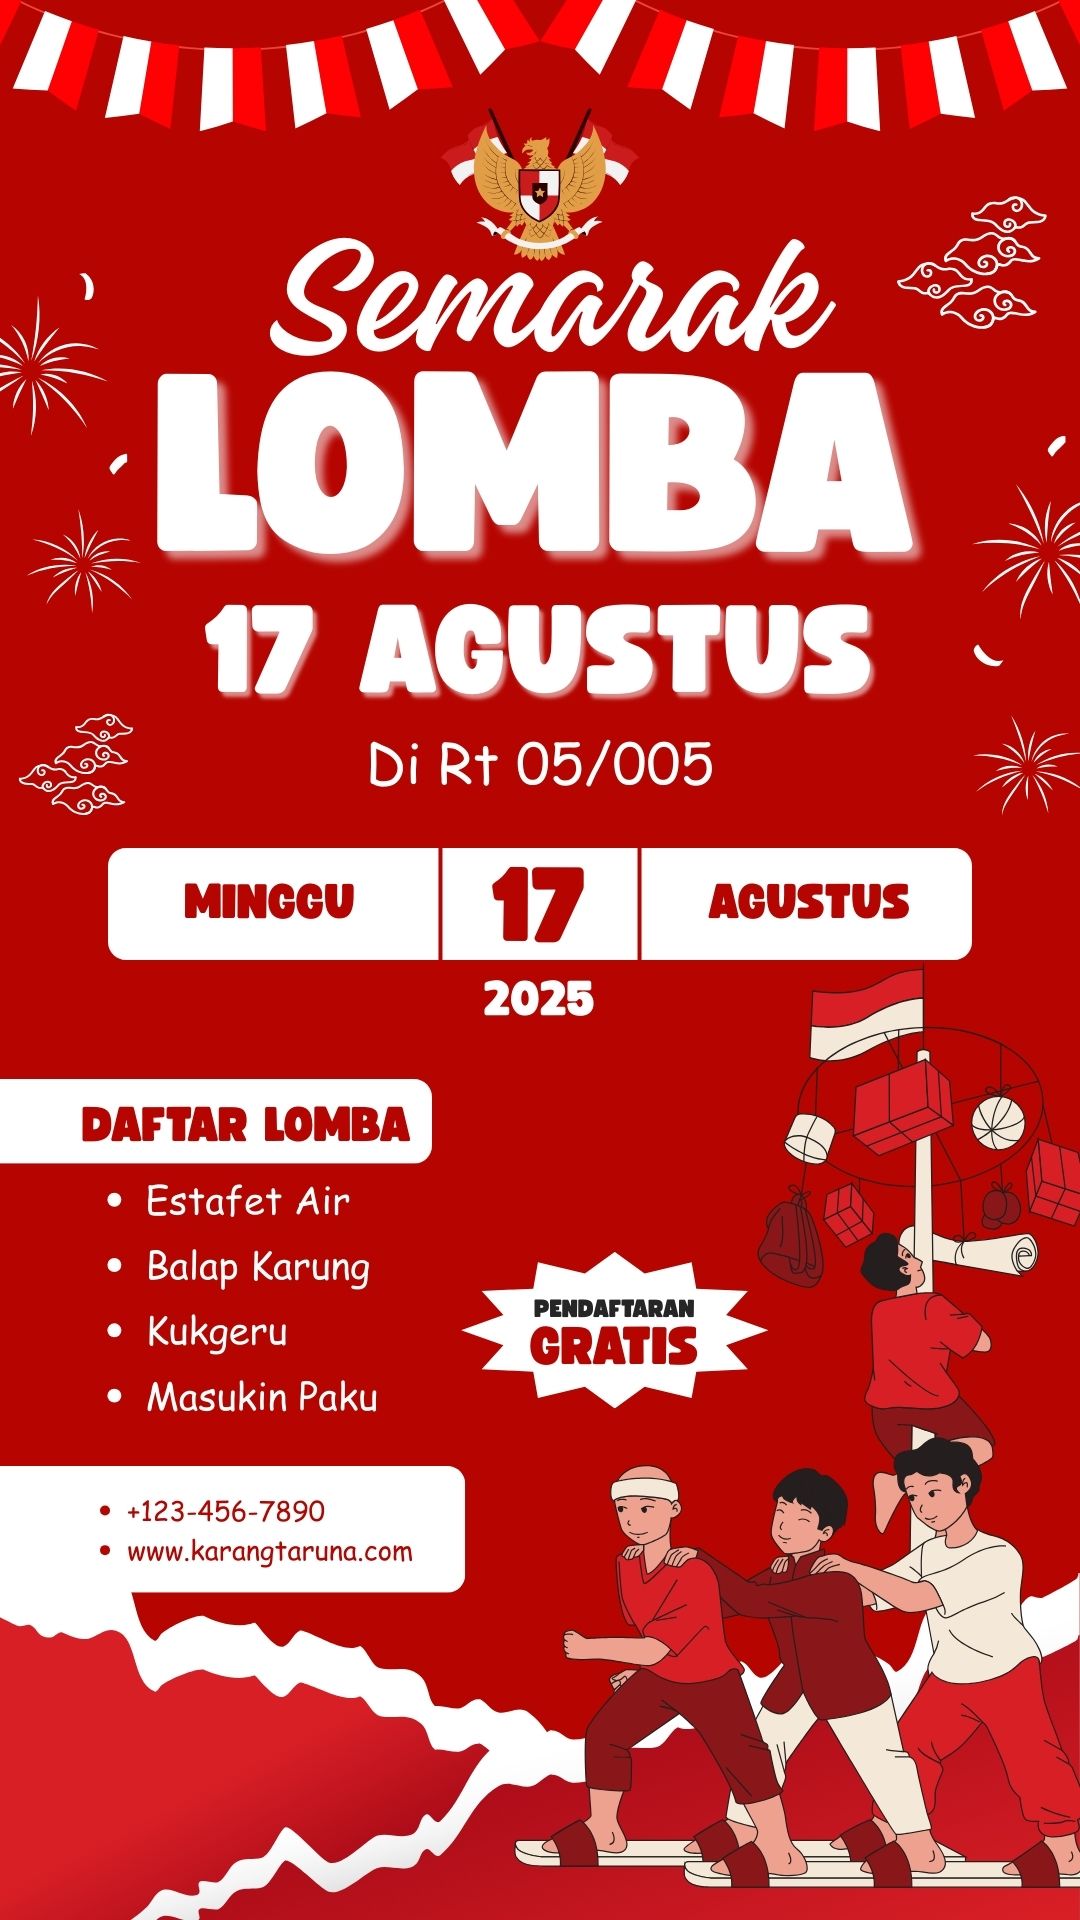 Semarak
LOMBA
17 AGUSTUS
Di Rt 05/005
MINGGU 17 AGUSTUS
2025
DAFTAR LOMBA
• Estafet Air
• Balap Karung
• Kukgeru
• Masukin Paku
PENDAFTARAN
GRATIS
• +123-456-7890
• www.karangtaruna.com